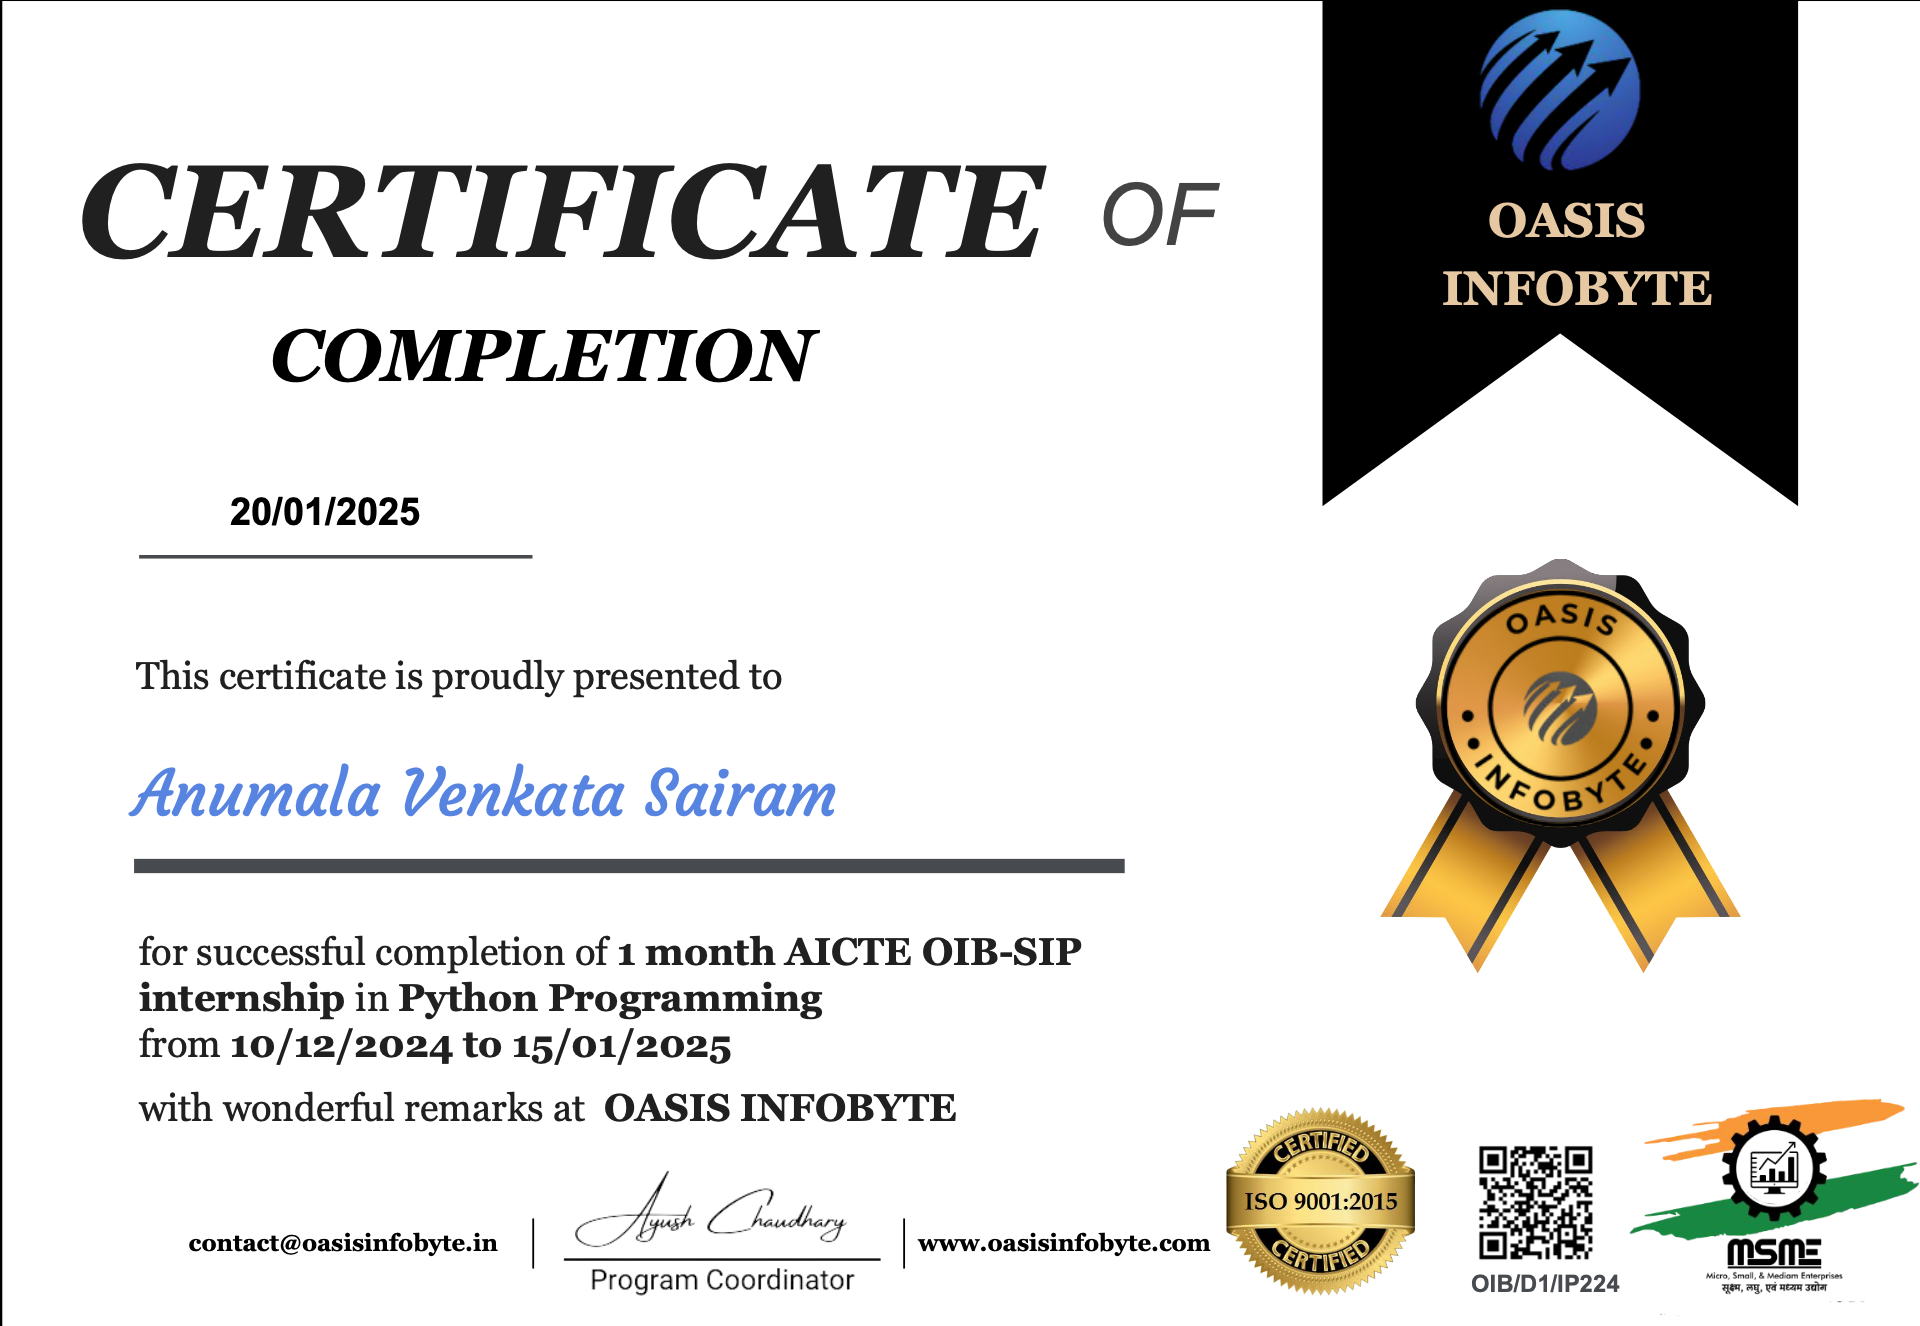 CERTIFICATE OF
COMPLETION
OASIS
INFOBYTE
20/01/2025
This certificate is proudly presented to
Anumala Venkata Sairam
OASIS
INFOBYTE
for successful completion of 1 month AICTE OIB-SIP
internship in Python Programming
from 10/12/2024 to 15/01/2025
with wonderful remarks at OASIS INFOBYTE
contact@oasisinfobyte.in
Ayush Chaudhary
Program Coordinator
www.oasisinfobyte.com
CERTIFIED
ISO 9001:2015
CERTIFIED
OIB/D1/IP224
MSME
Micro, Small, & Mediam Enterprises
सूक्ष्म, लघु, एवं मध्यम उद्योग